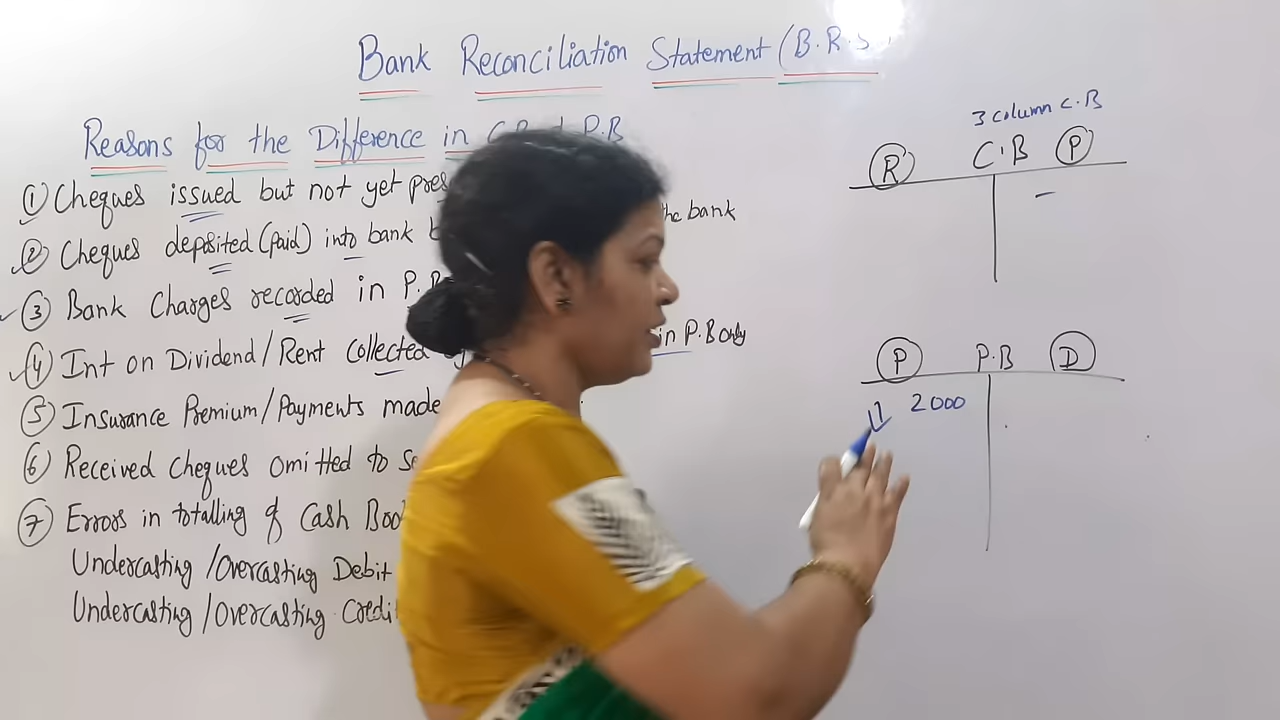 Bank Reconciliation Statement (B.R.S.
Reasons for the Difference in C.B and P.B
① Cheques issued but not yet pres
② Cheques deposited (paid) into bank b the bank
③ Bank Charges recorded in P.B
④ Int on Dividend/Rent Collected in P.B only
⑤ Insurance Premium/Payments made
⑥ Received cheques omitted to se
⑦ Errors in totalling of Cash Boo
Undercasting/Overcasting Debit
Undercasting/Overcasting Credit
3 column C.B
R C.B P
-
P P.B D
2000